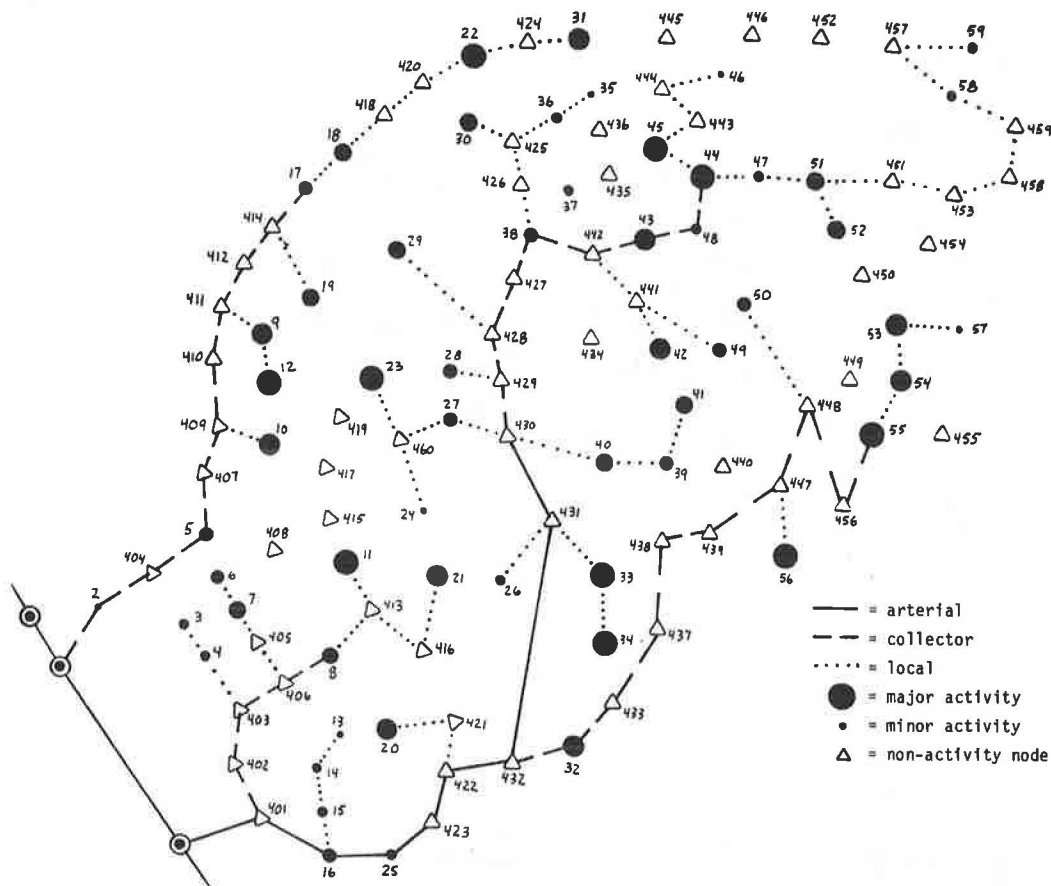 424 31 445 446 452 457 59
22
420 444 46 58
418 36 35
18 30 425 436 45 443 459
17 44 47 51 451
426 435 453 458
414 37
412 29 38 442 43 48 52 454
19 427 441 450
411 9 50
428 434 53 57
410 12 23 28 42 49 449
429 54
27 41 448
409 10 419 430 455
460 40 55
407 417 39 440
447
24 456
5 415 431
408 438 439
404 11
6 21 26 33 56
2 7
3 413 437
405 34
4 8 416
406
403 433
13 421
20
402 14 32
422 432
401 15 423
16 25
= arterial
= collector
= local
= major activity
= minor activity
= non-activity node